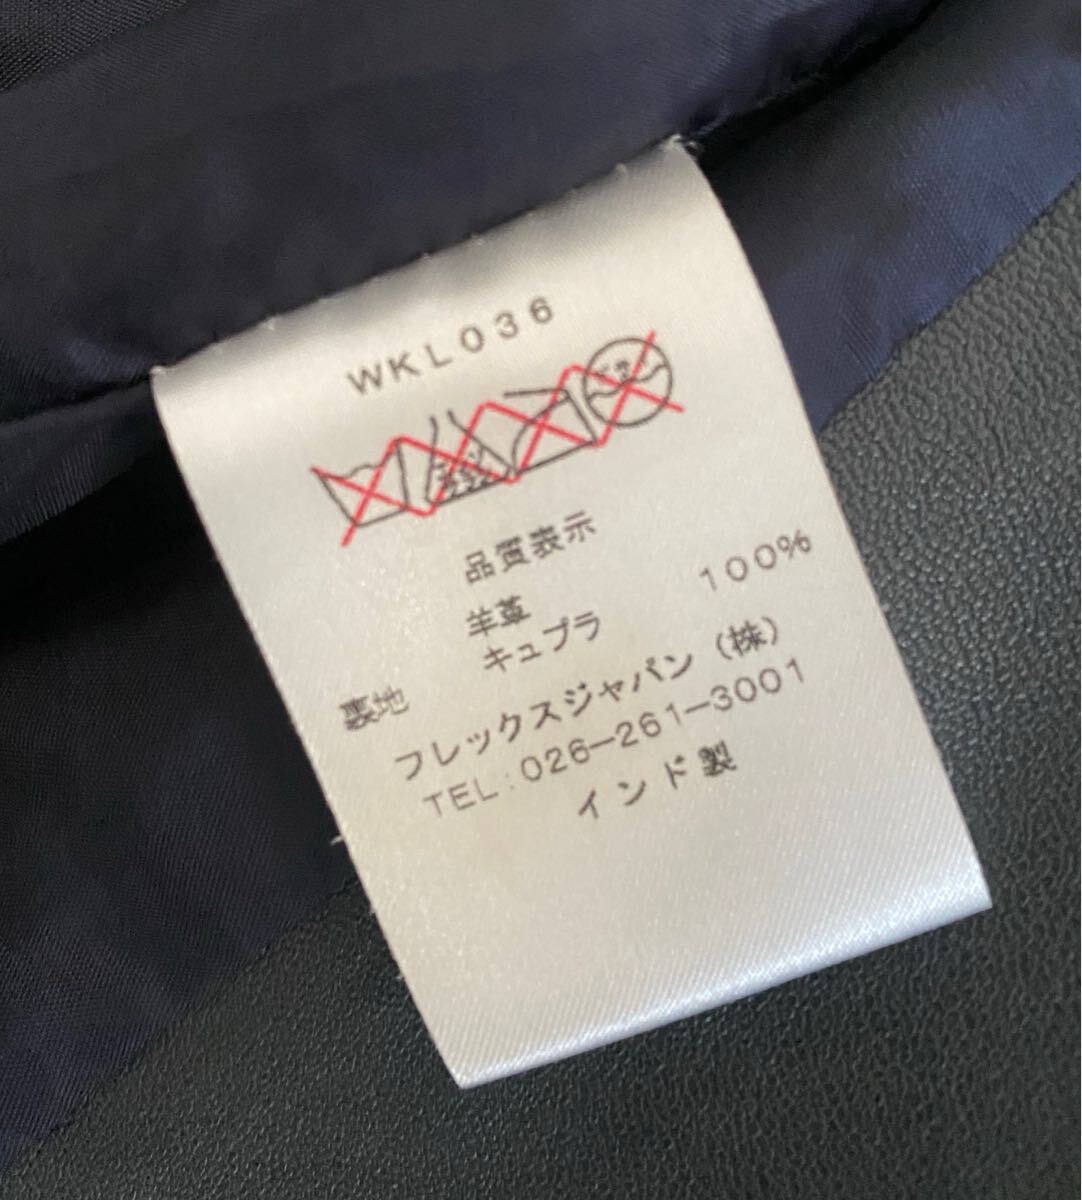 WKL036
品質表示
羊革
裏地 キュプラ 100%
フレックスジャパン(株)
TEL:026-261-3001
インド製